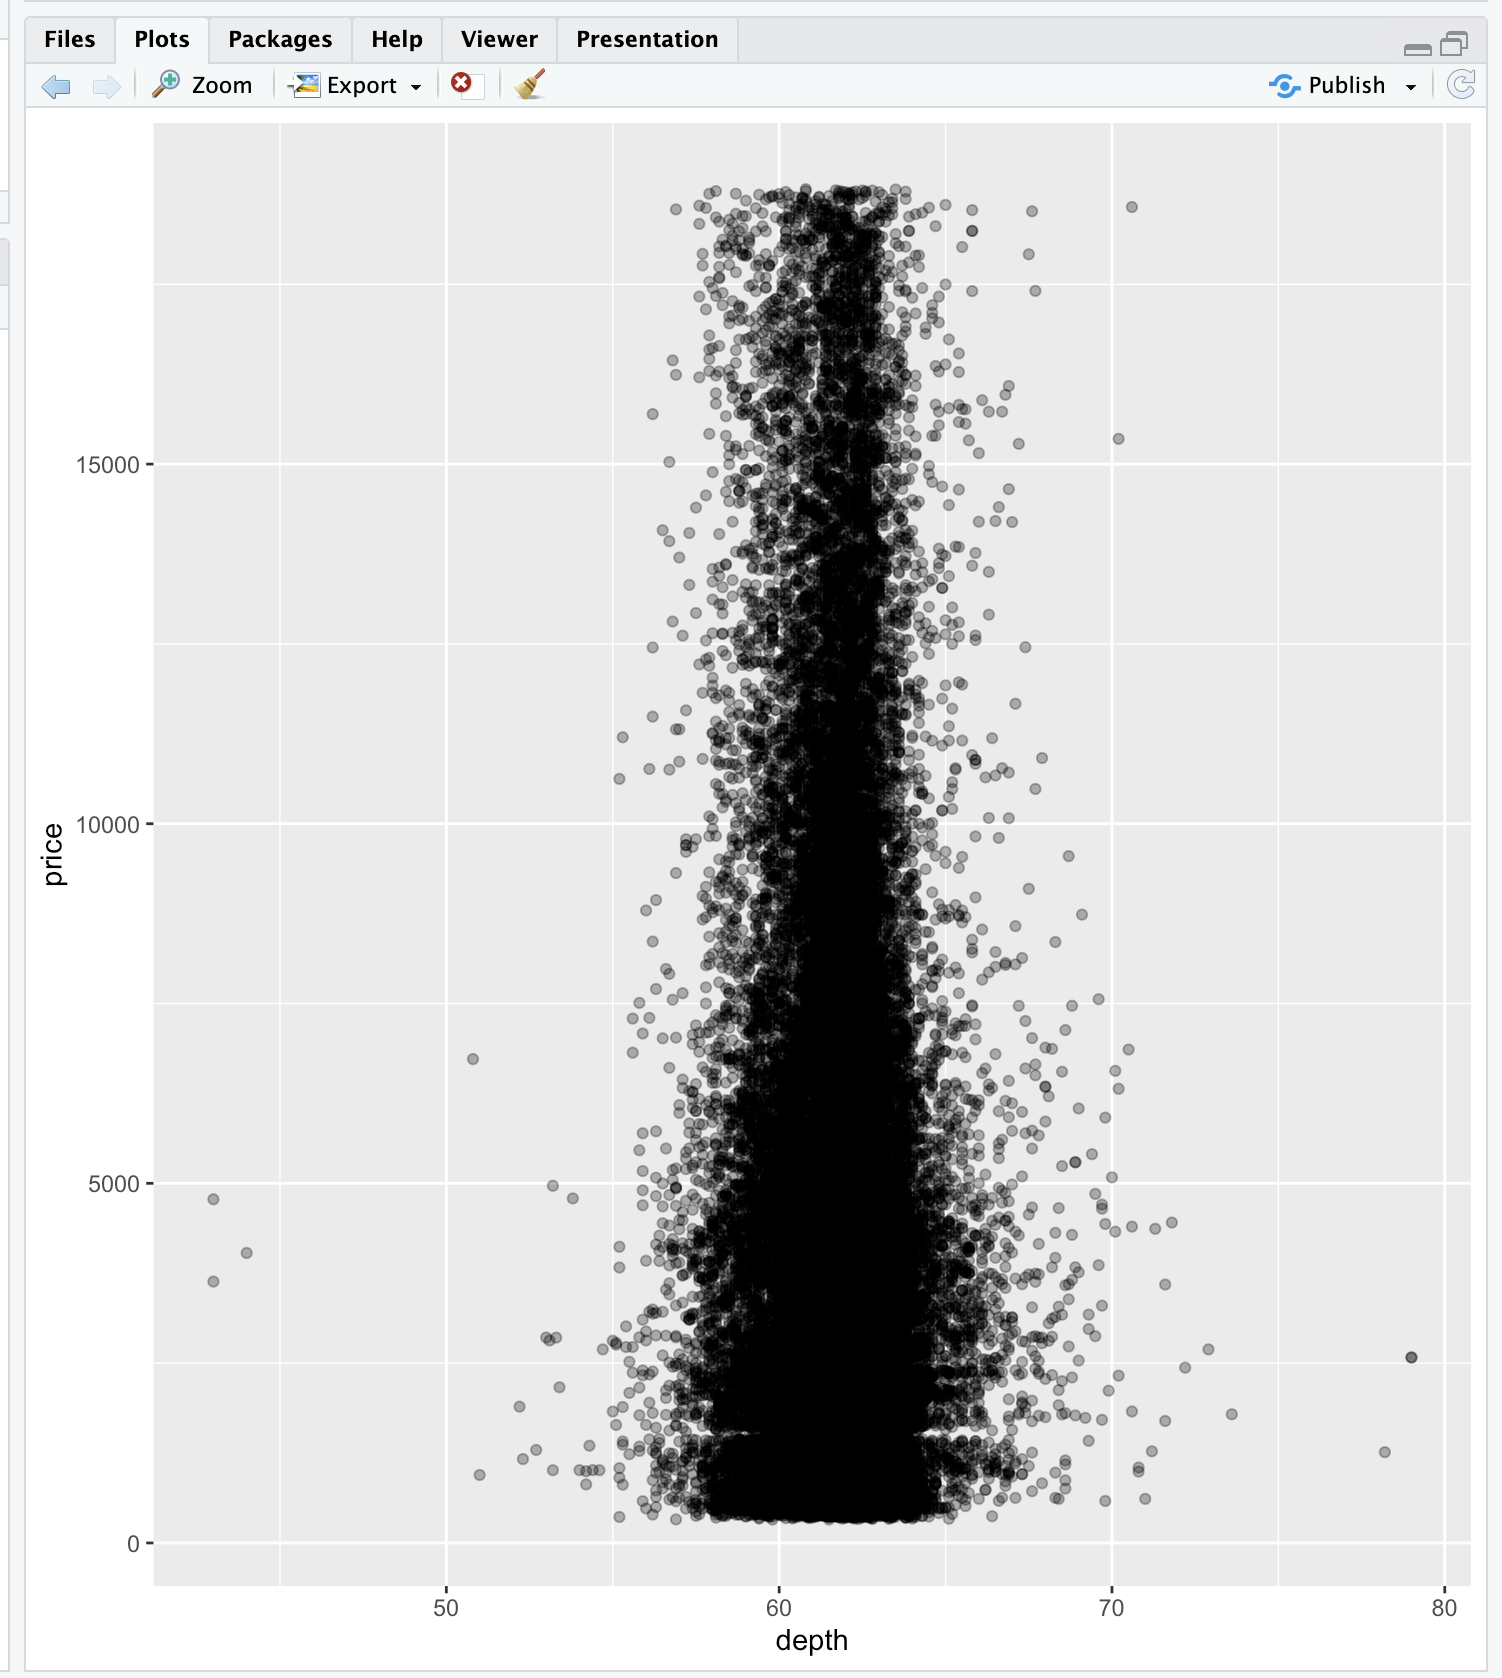 Files Plots Packages Help Viewer Presentation
Zoom Export Publish
15000
10000
5000
0
price
50 60 70 80
depth